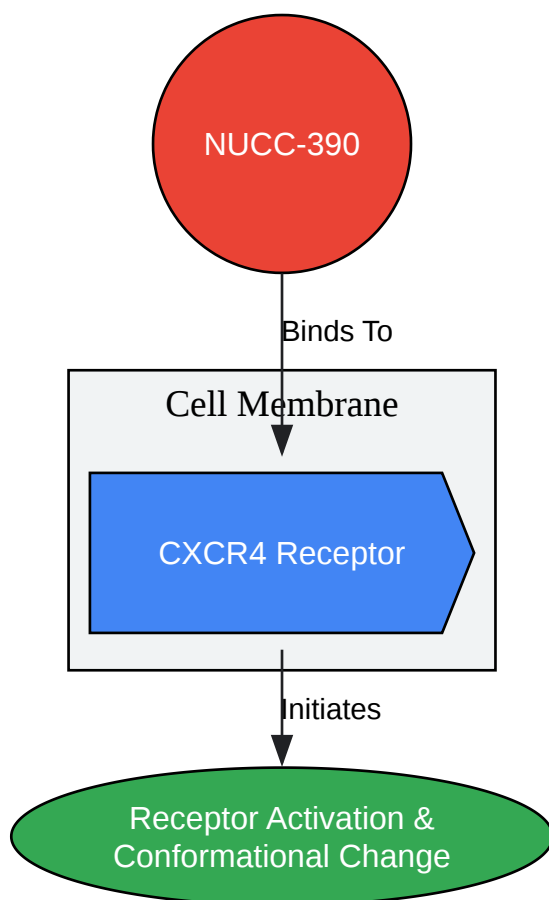 NUCC-390
Binds To
Cell Membrane
CXCR4 Receptor
Initiates
Receptor Activation &
Conformational Change